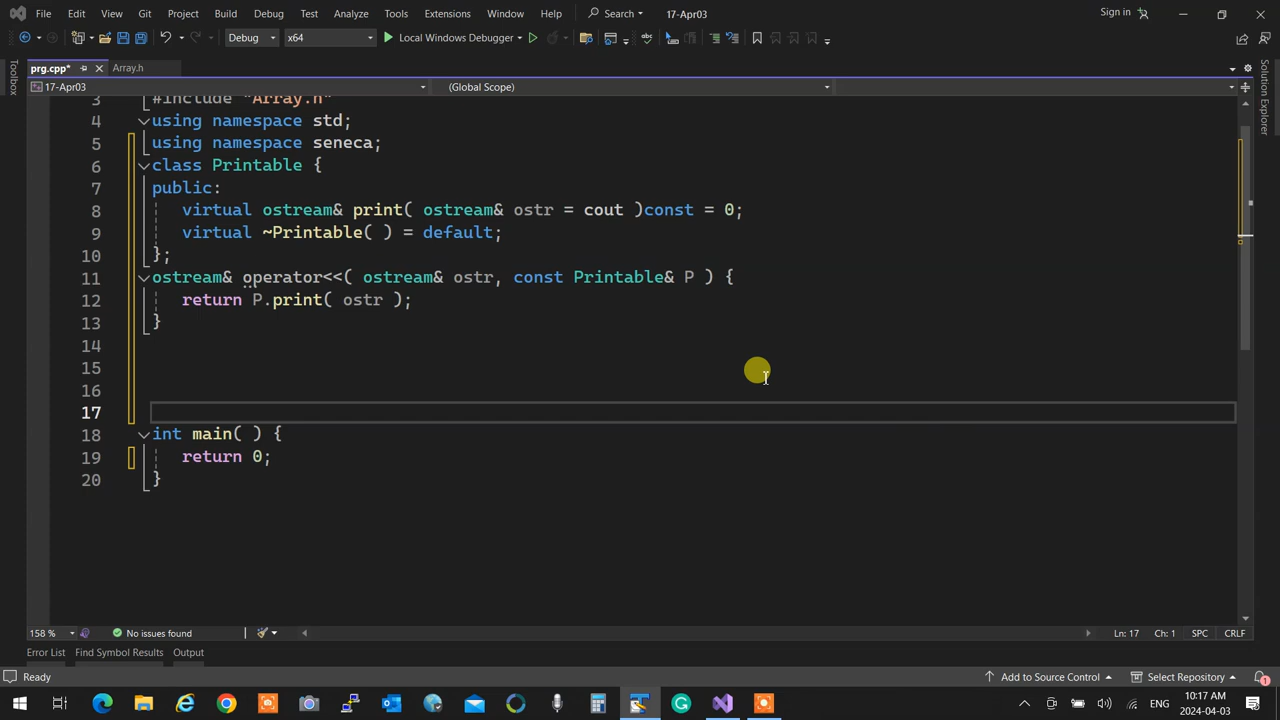 File Edit View Git Project Build Debug Test Analyze Tools Extensions Window Help Search 17-Apr03 Sign in
Debug x64 Local Windows Debugger
Toolbox
prg.cpp* Array.h
Solution Explorer
17-Apr03 (Global Scope)
3 #include "Array.h"
4 using namespace std;
5 using namespace seneca;
6 class Printable {
7 public:
8 virtual ostream& print( ostream& ostr = cout )const = 0;
9 virtual ~Printable( ) = default;
10 };
11 ostream& operator<<( ostream& ostr, const Printable& P ) {
12 return P.print( ostr );
13 }
14
15
16
17
18 int main( ) {
19 return 0;
20 }
158 % No issues found Ln: 17 Ch: 1 SPC CRLF
Error List Find Symbol Results Output
Ready Add to Source Control Select Repository 1
ENG 10:17 AM
2024-04-03